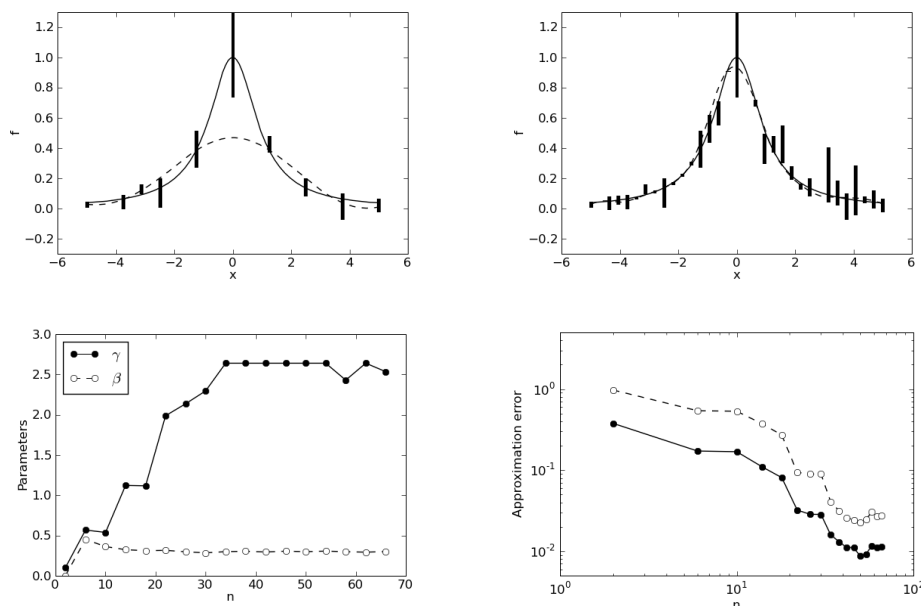 1.2
1.0
0.8
0.6
0.4
0.2
0.0
−0.2
f
−6 −4 −2 0 2 4 6
x
1.2
1.0
0.8
0.6
0.4
0.2
0.0
−0.2
f
−6 −4 −2 0 2 4 6
x
3.0
2.5
2.0
1.5
1.0
0.5
0.0
Parameters
γ
β
0 10 20 30 40 50 60 70
n
10⁰
10⁻¹
10⁻²
Approximation error
10⁰ 10¹ 10²
n